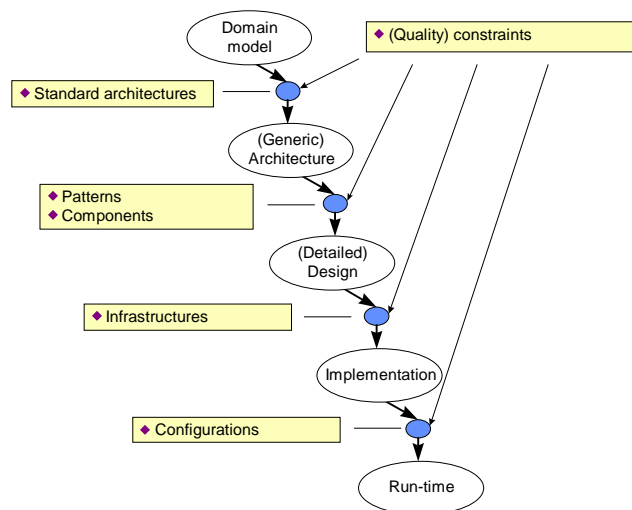 Domain
model
◆ (Quality) constraints
◆ Standard architectures
(Generic)
Architecture
◆ Patterns
◆ Components
(Detailed)
Design
◆ Infrastructures
Implementation
◆ Configurations
Run-time